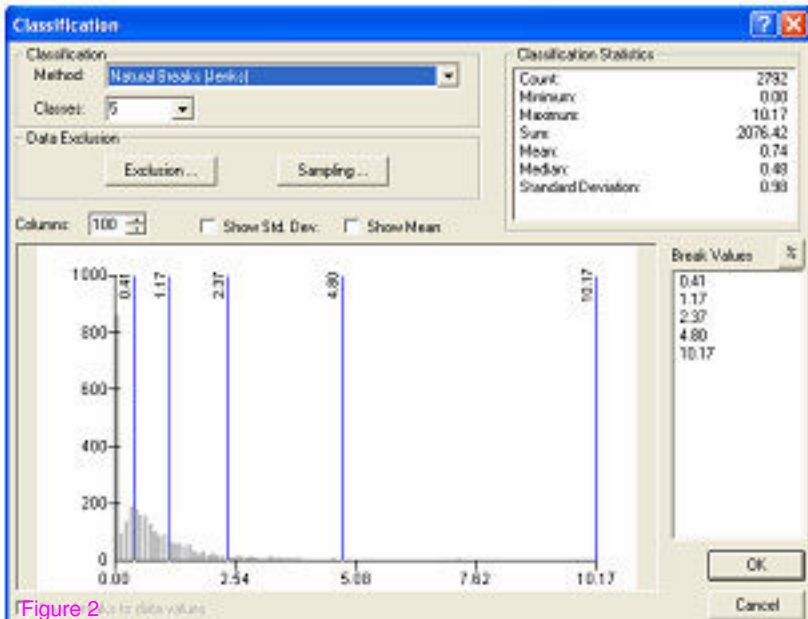 Classification
Classification
Method: Natural Breaks (Jenks)
Classes: 5
Data Exclusion
Exclusion ...
Sampling ...
Classification Statistics
Count: 2792
Minimum: 0.00
Maximum: 10.17
Sum: 2076.42
Mean: 0.74
Median: 0.48
Standard Deviation: 0.98
Columns: 100
Show Std. Dev.
Show Mean
Break Values %
0.41
1.17
2.37
4.80
10.17
0.41 1.17 2.37 4.80 10.17
1000
800
600
400
200
0
0.00 2.54 5.08 7.62 10.17
OK
Cancel
Figure 2 to data values